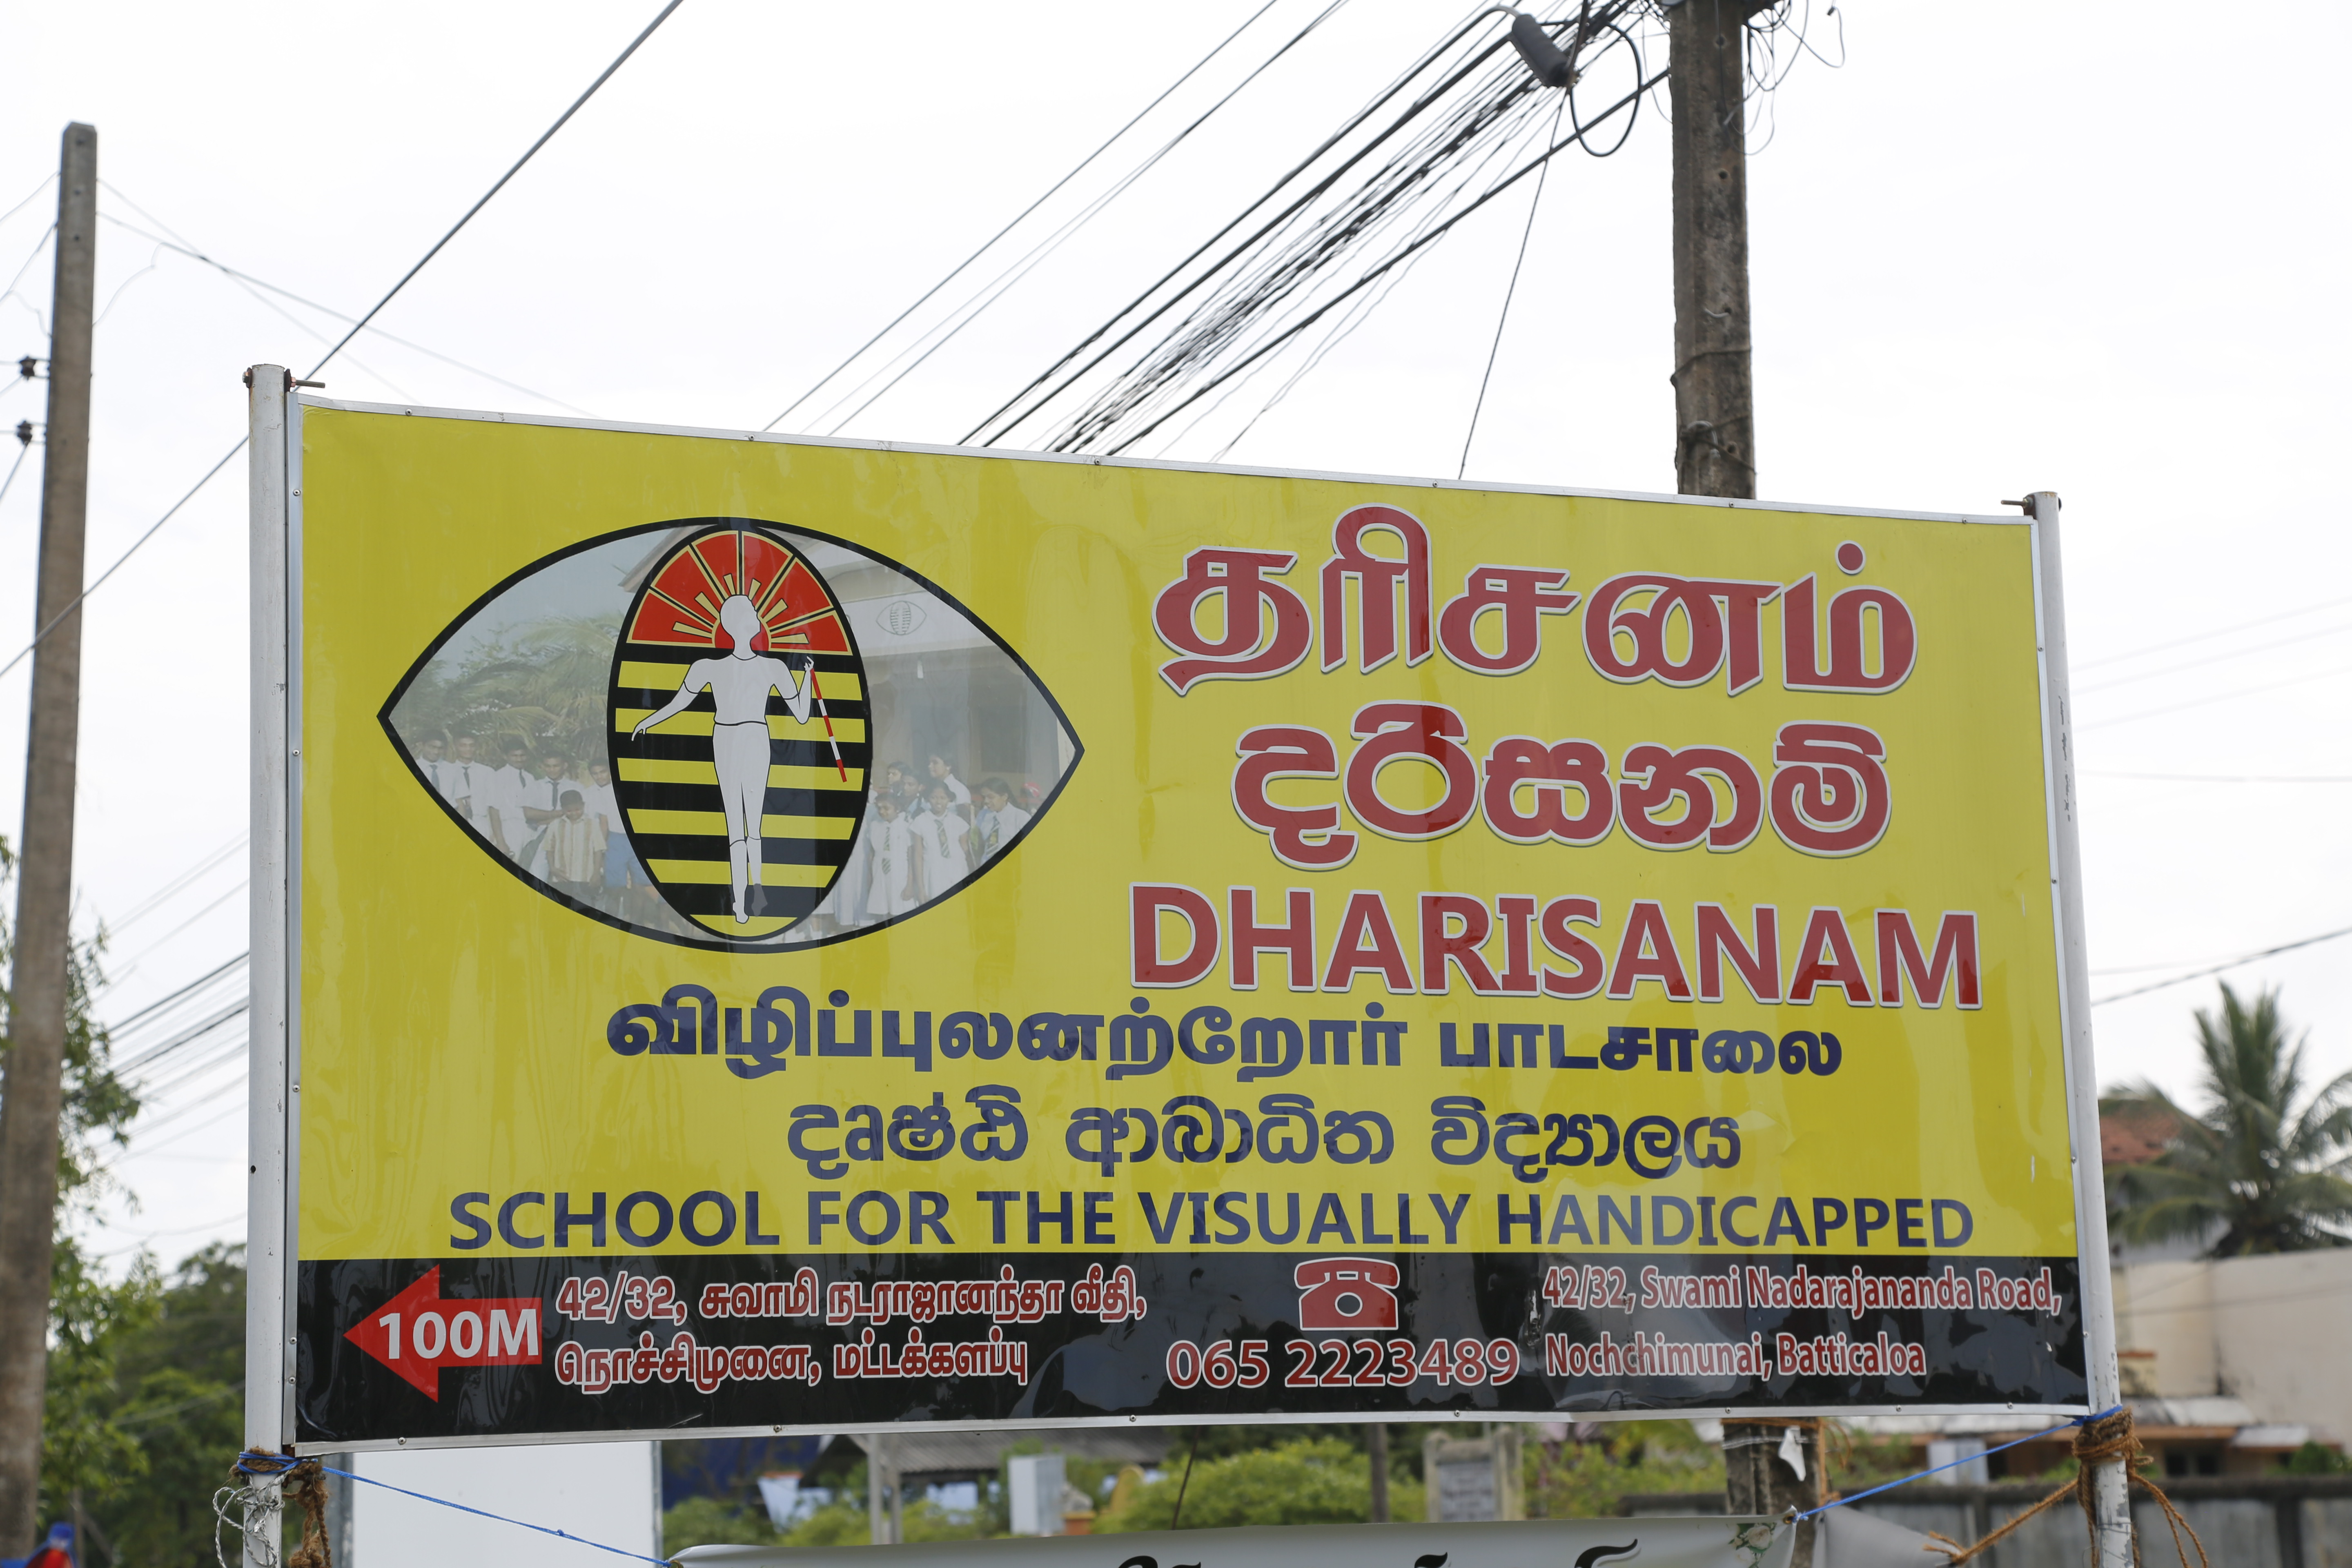 தரிசனம்
දර්සනම්
DHARISANAM
விழிப்புலனற்றோர் பாடசாலை
දෘෂ්ඨි ආබාධිත විද්‍යාලය
SCHOOL FOR THE VISUALLY HANDICAPPED
100M
42/32, சுவாமி நடராஜானந்தா வீதி,
நொச்சிமுனை, மட்டக்களப்பு
065 2223489
42/32, Swami Nadarajananda Road,
Nochchimunai, Batticaloa